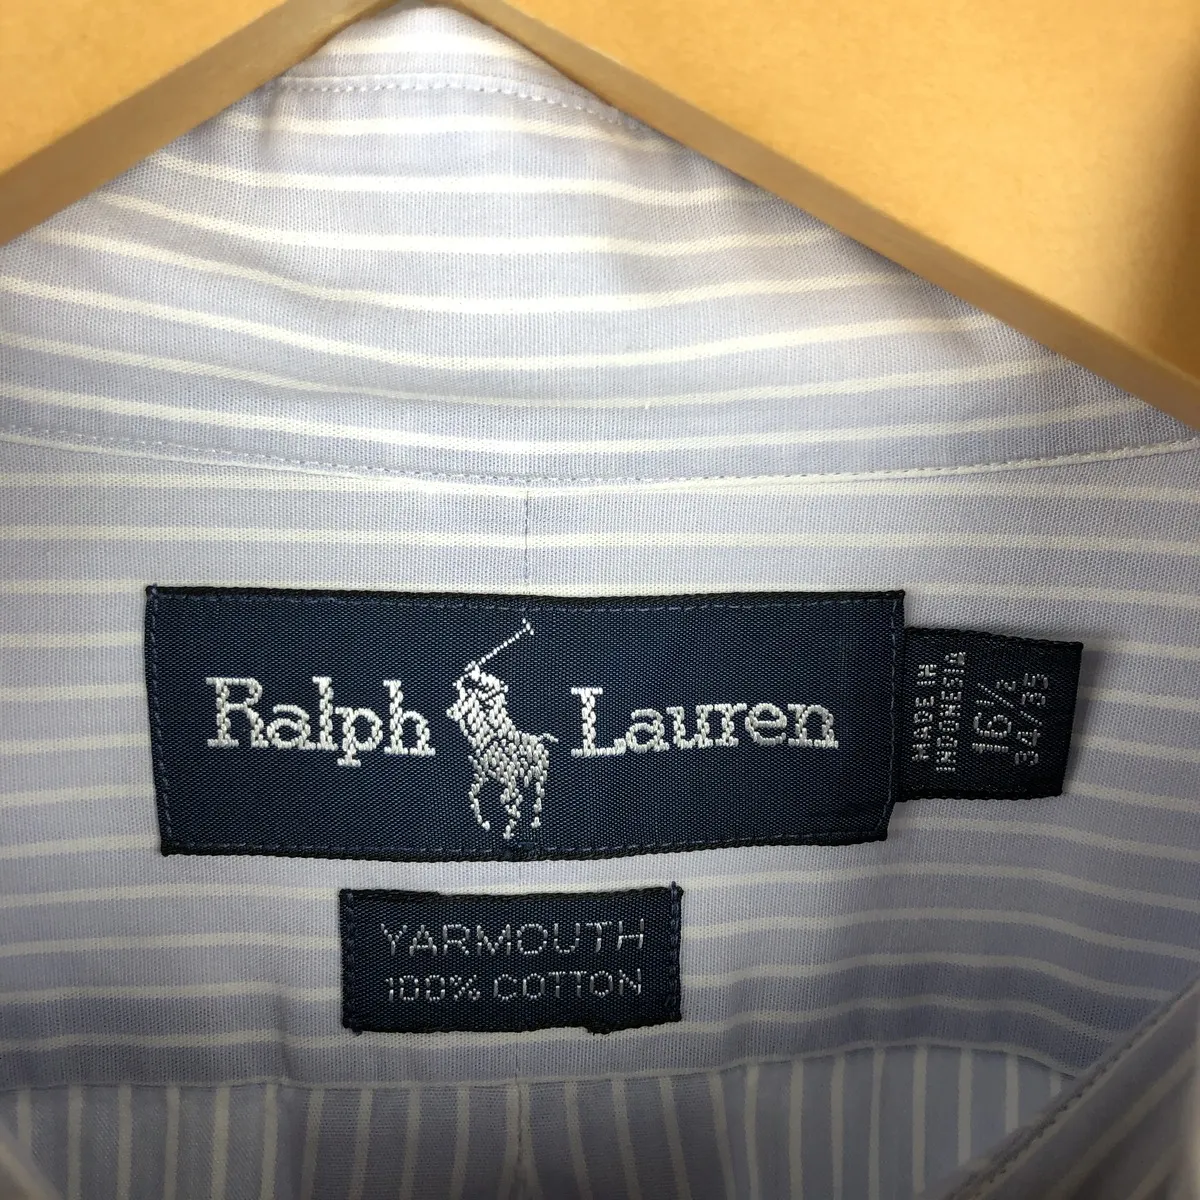 Ralph Lauren
MADE IN
INDONESIA
16½
34/35
YARMOUTH
100% COTTON